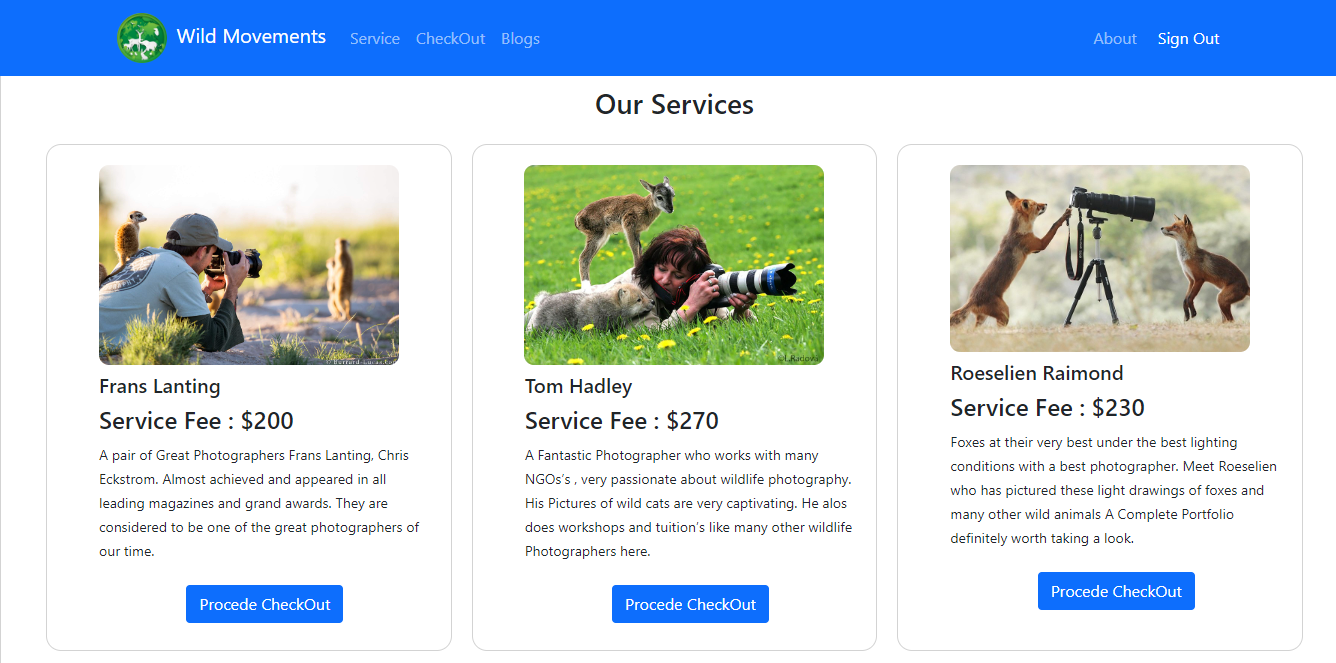 Wild Movements Service CheckOut Blogs About Sign Out
Our Services
Frans Lanting
Service Fee : $200
A pair of Great Photographers Frans Lanting, Chris
Eckstrom. Almost achieved and appeared in all
leading magazines and grand awards. They are
considered to be one of the great photographers of
our time.
Procede CheckOut
©L.Radova
Tom Hadley
Service Fee : $270
A Fantastic Photographer who works with many
NGOs’s , very passionate about wildlife photography.
His Pictures of wild cats are very captivating. He alos
does workshops and tuition’s like many other wildlife
Photographers here.
Procede CheckOut
Roeselien Raimond
Service Fee : $230
Foxes at their very best under the best lighting
conditions with a best photographer. Meet Roeselien
who has pictured these light drawings of foxes and
many other wild animals A Complete Portfolio
definitely worth taking a look.
Procede CheckOut